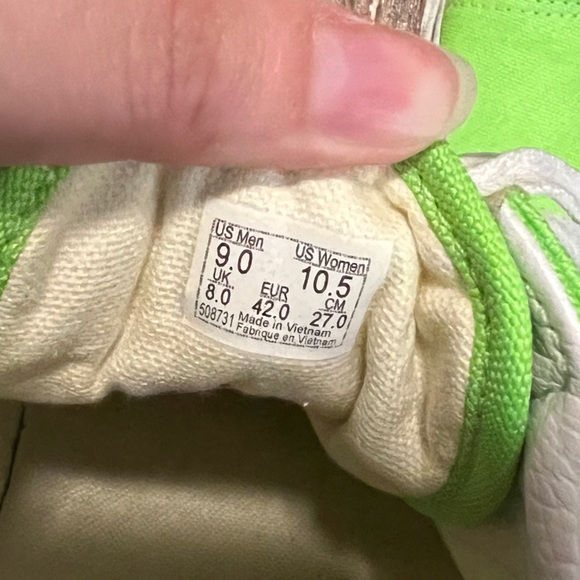 US Men US Women
9.0 10.5
UK EUR CM
8.0 42.0 27.0
508731 Made in Vietnam
Fabrique en Vietnam